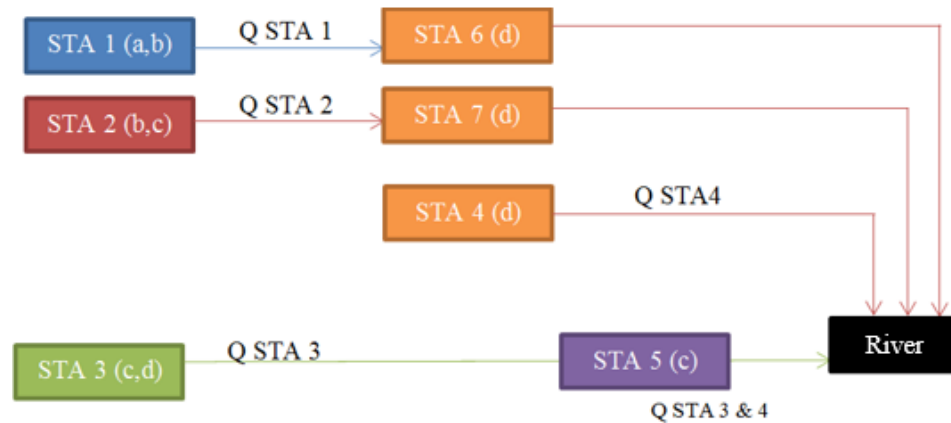 STA 1 (a,b)
Q STA 1
STA 6 (d)
STA 2 (b,c)
Q STA 2
STA 7 (d)
STA 4 (d)
Q STA4
STA 3 (c,d)
Q STA 3
STA 5 (c)
River
Q STA 3 & 4